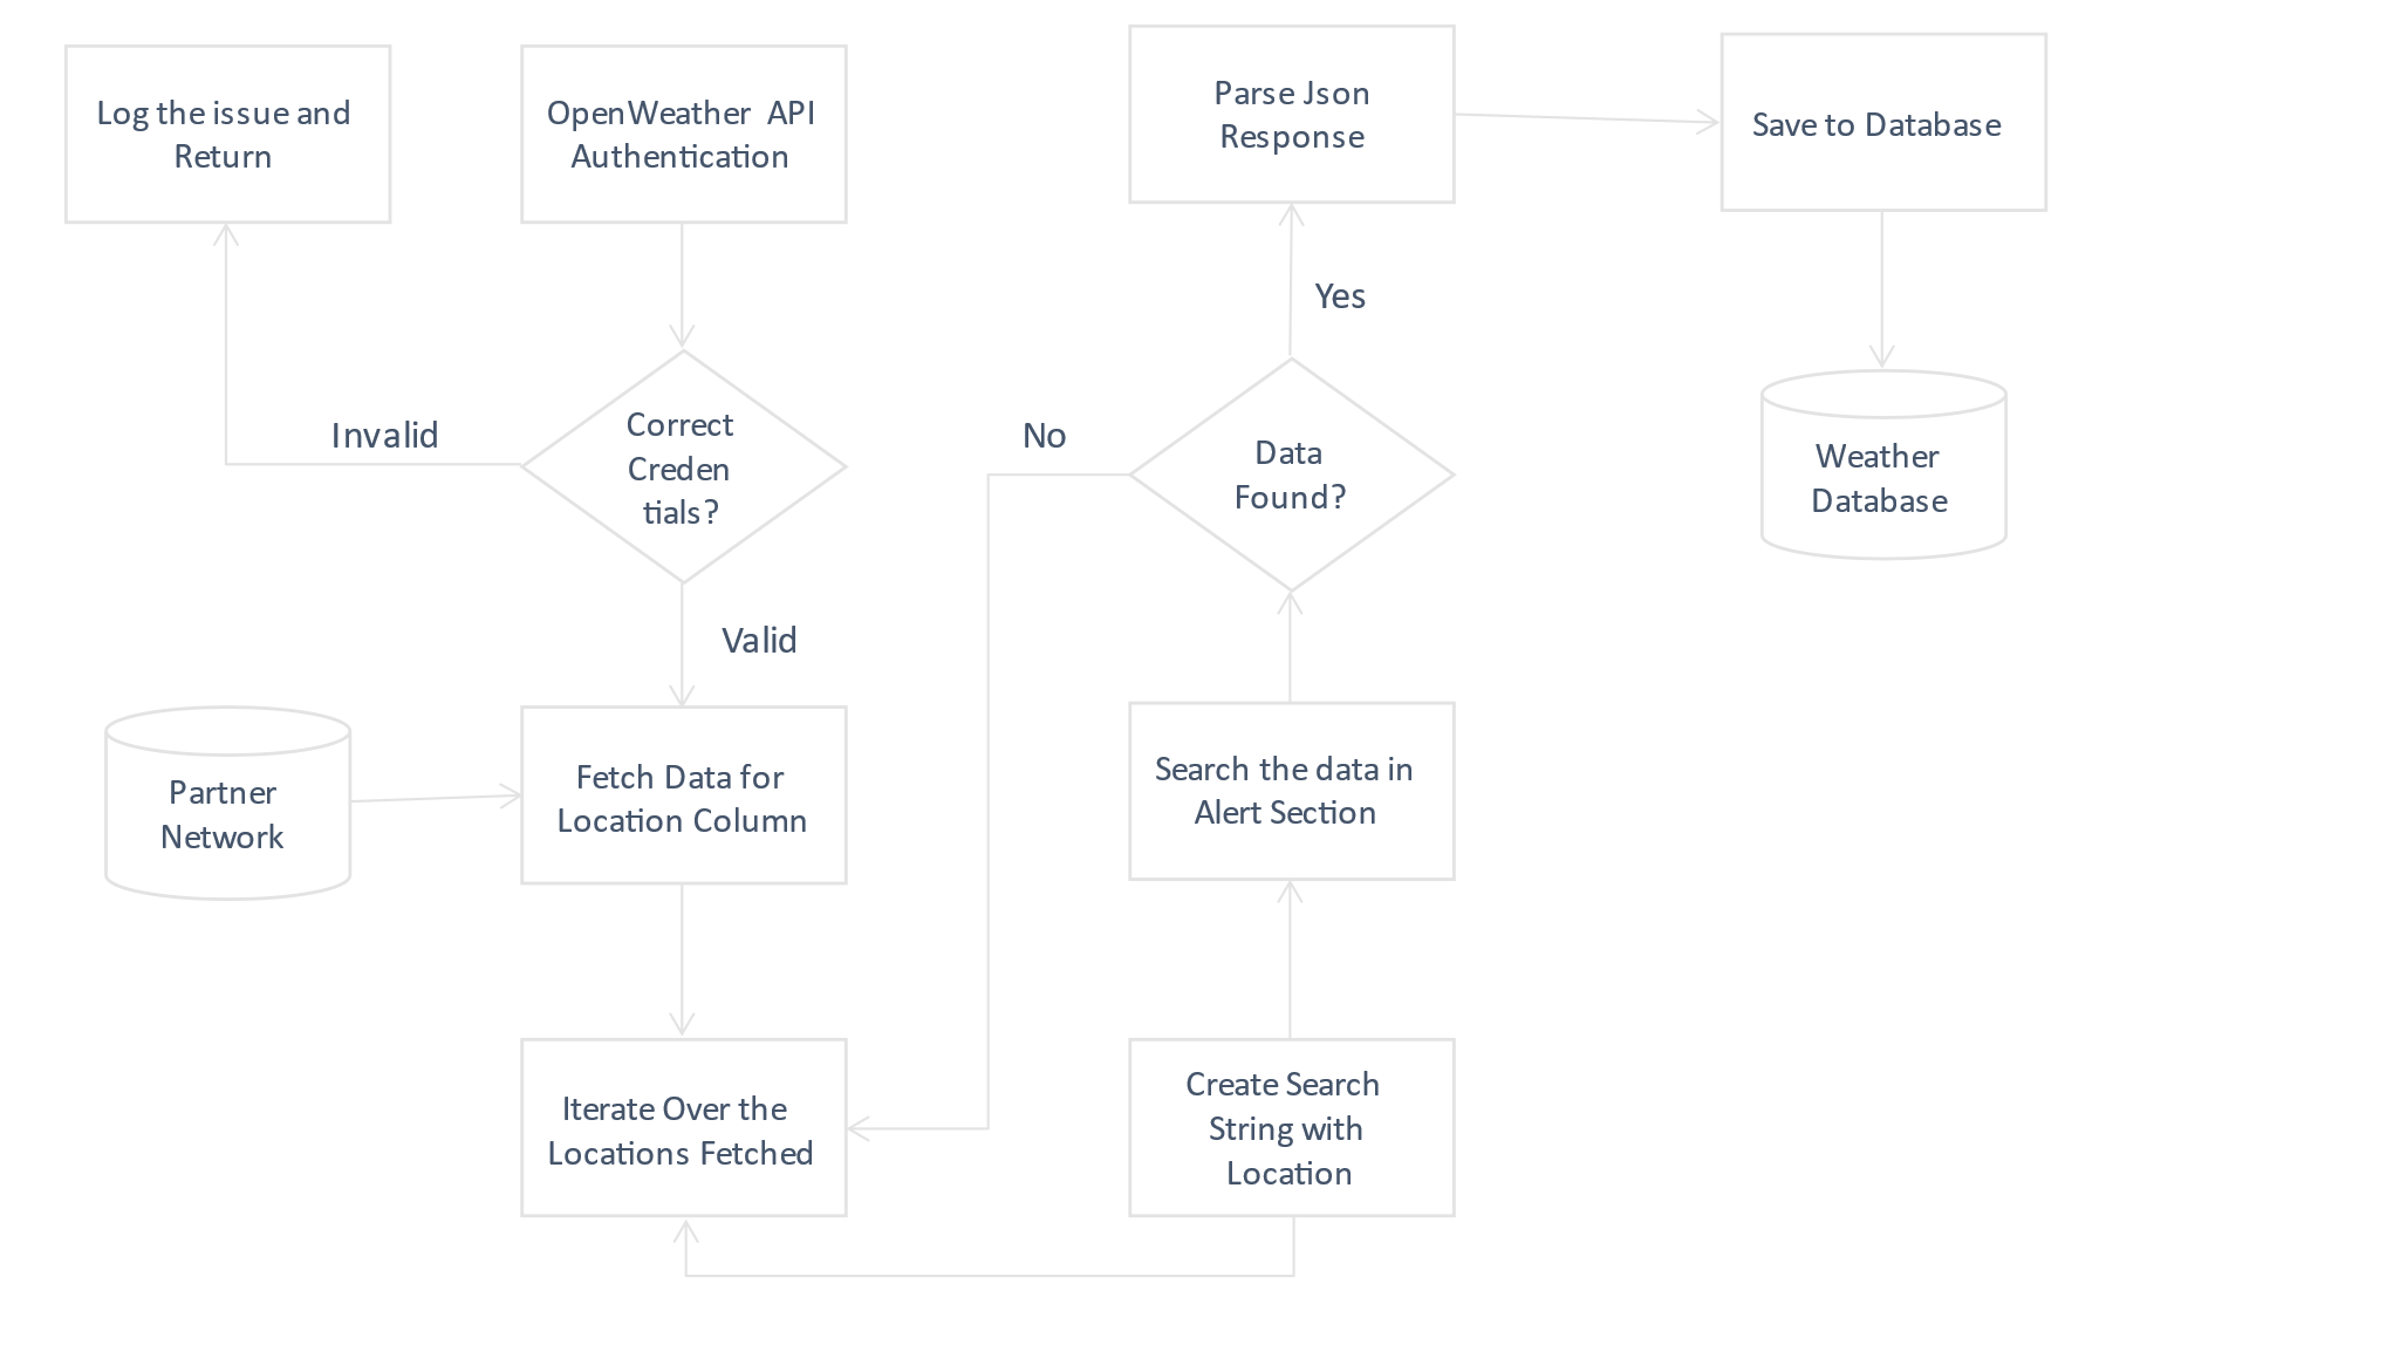 Log the issue and
Return
OpenWeather  API
Authentication
Parse Json
Response
Save to Database
Yes
Invalid
Correct
Creden
tials?
No
Data
Found?
Weather
Database
Valid
Partner
Network
Fetch Data for
Location Column
Search the data in
Alert Section
Iterate Over the
Locations Fetched
Create Search
String with
Location